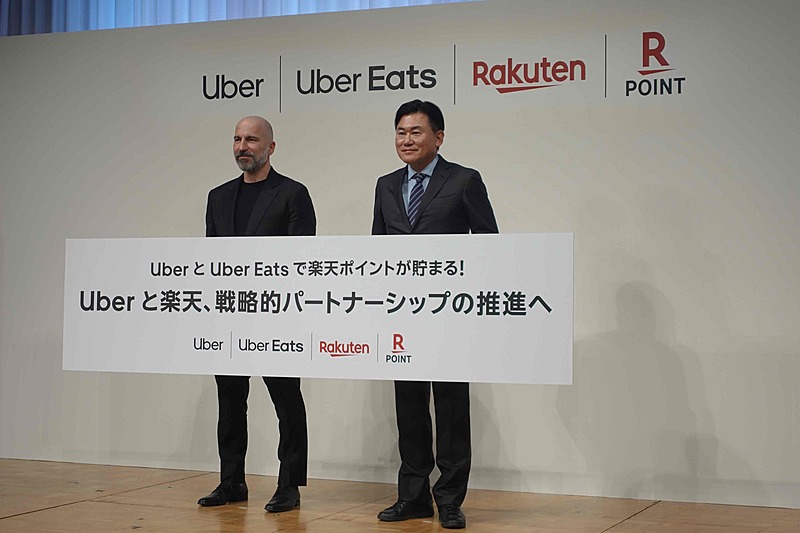 Uber Uber Eats Rakuten R POINT
Uber と Uber Eats で楽天ポイントが貯まる!
Uber と楽天、戦略的パートナーシップの推進へ
Uber Uber Eats Rakuten R POINT